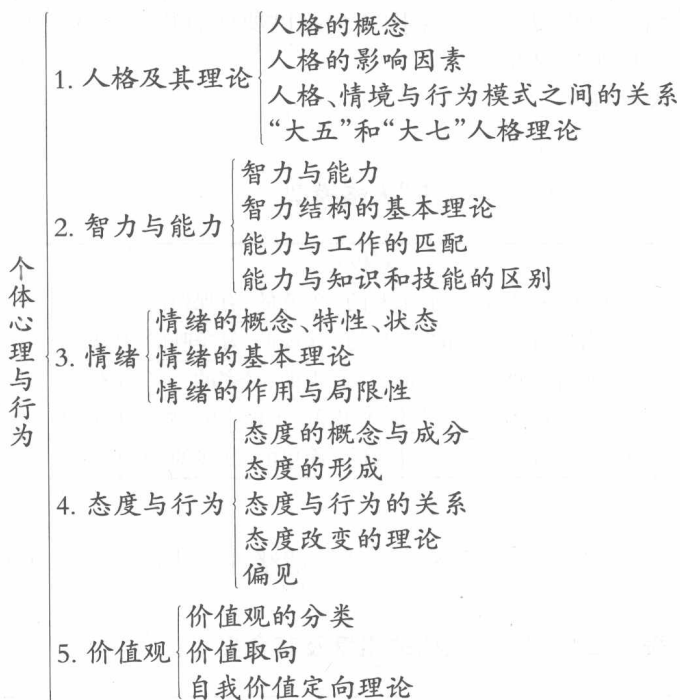 个体心理与行为
1. 人格及其理论
人格的概念
人格的影响因素
人格、情境与行为模式之间的关系
“大五”和“大七”人格理论
2. 智力与能力
智力与能力
智力结构的基本理论
能力与工作的匹配
能力与知识和技能的区别
3. 情绪
情绪的概念、特性、状态
情绪的基本理论
情绪的作用与局限性
4. 态度与行为
态度的概念与成分
态度的形成
态度与行为的关系
态度改变的理论
偏见
5. 价值观
价值观的分类
价值取向
自我价值定向理论